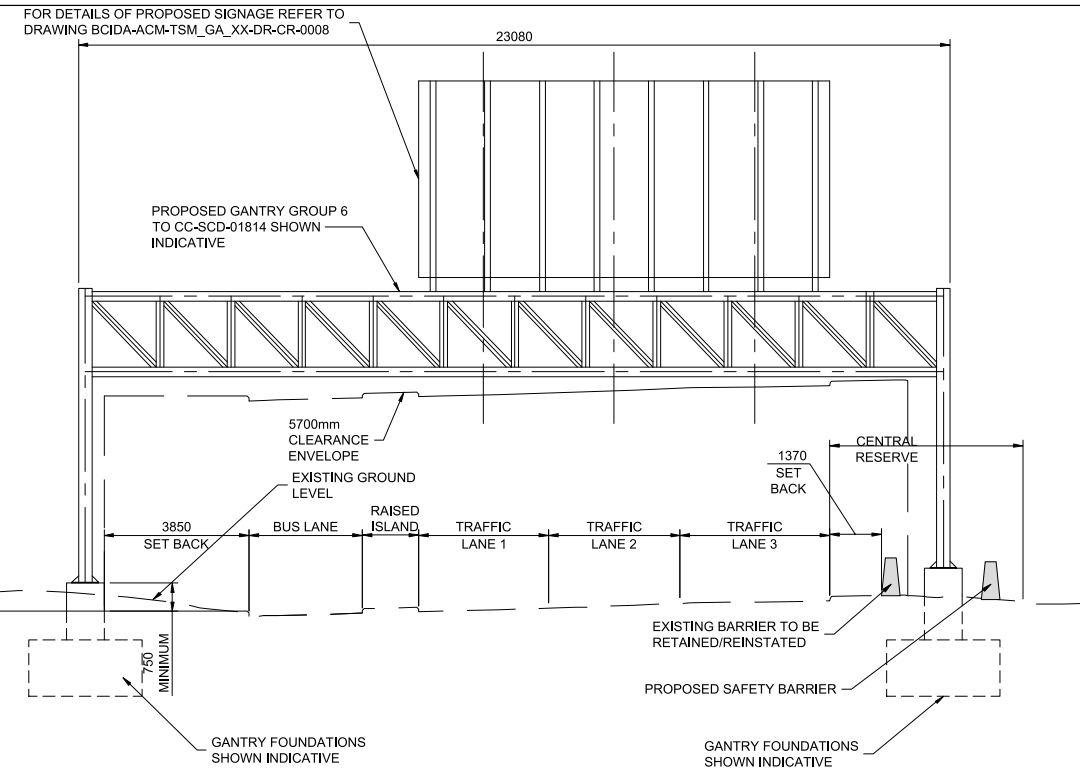 FOR DETAILS OF PROPOSED SIGNAGE REFER TO
DRAWING BCIDA-ACM-TSM_GA_XX-DR-CR-0008
23080
PROPOSED GANTRY GROUP 6
TO CC-SCD-01814 SHOWN
INDICATIVE
5700mm
CLEARANCE
ENVELOPE
EXISTING GROUND
LEVEL
CENTRAL
RESERVE
1370
SET
BACK
3850
SET BACK
BUS LANE
RAISED
ISLAND
TRAFFIC
LANE 1
TRAFFIC
LANE 2
TRAFFIC
LANE 3
750
MINIMUM
EXISTING BARRIER TO BE
RETAINED/REINSTATED
PROPOSED SAFETY BARRIER
GANTRY FOUNDATIONS
SHOWN INDICATIVE
GANTRY FOUNDATIONS
SHOWN INDICATIVE